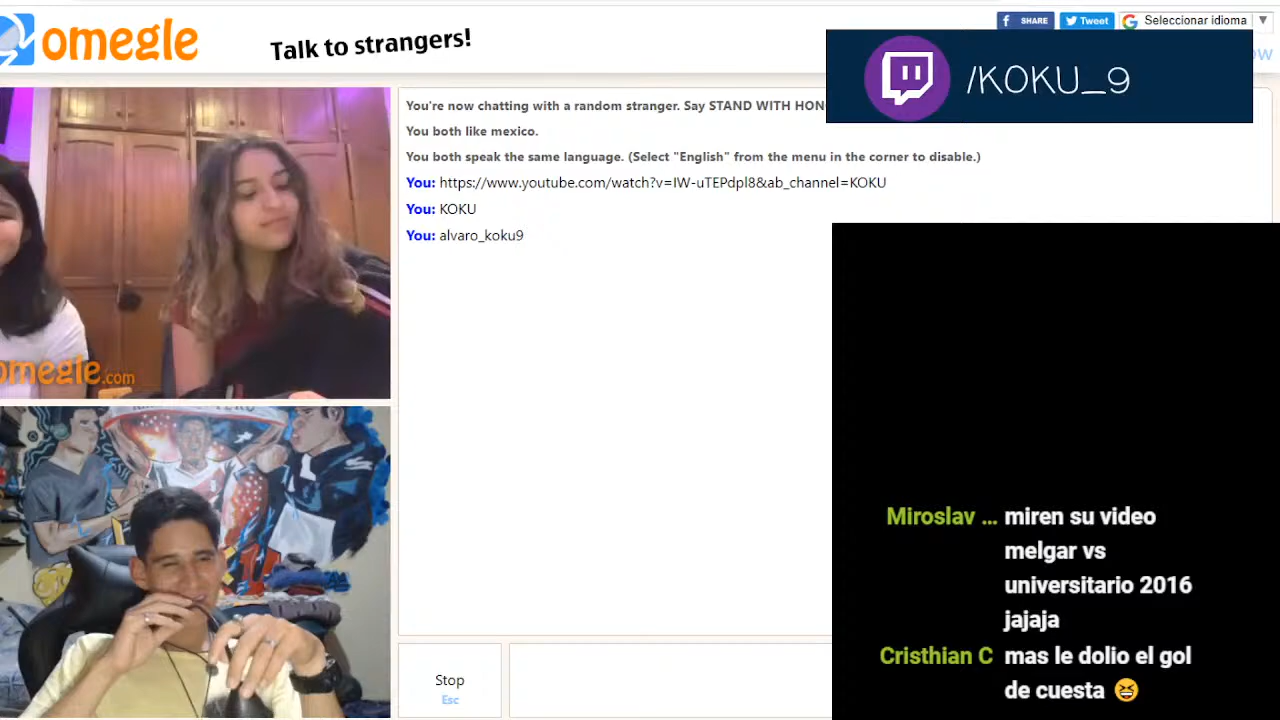 omegle
Talk to strangers!
SHARE
Tweet
Seleccionar idioma
/KOKU_9
You're now chatting with a random stranger. Say STAND WITH HON
You both like mexico.
You both speak the same language. (Select "English" from the menu in the corner to disable.)
You: https://www.youtube.com/watch?v=IW-uTEPdpl8&ab_channel=KOKU
You: KOKU
You: alvaro_koku9
omegle.com
Miroslav ... miren su video
melgar vs
universitario 2016
jajaja
Cristhian C mas le dolio el gol
de cuesta 😆
Stop
Esc